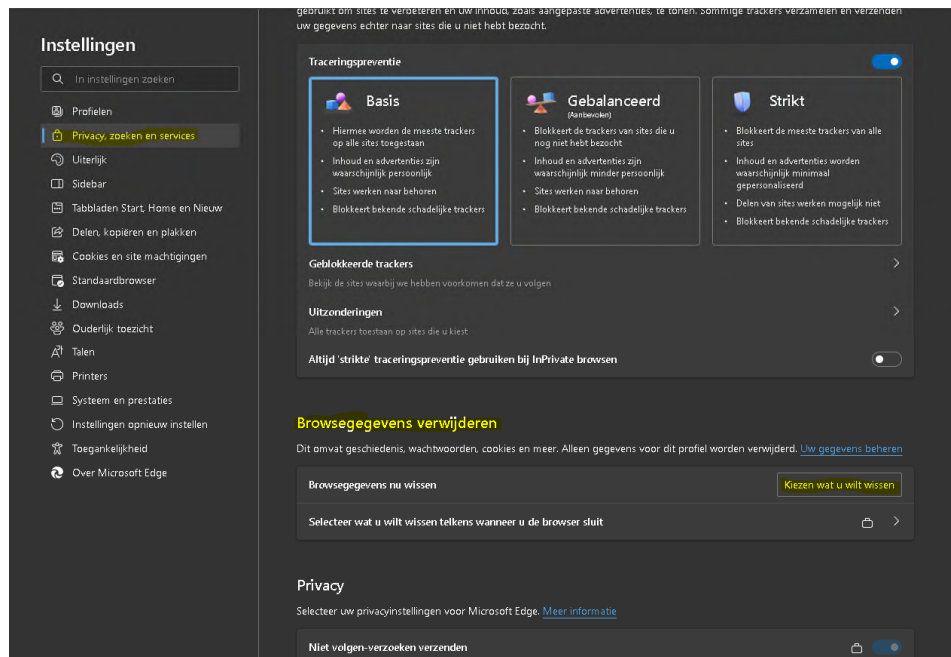 gebruikt om sites te verbeteren en uw inhoud, zoals aangepaste advertenties, te tonen. Sommige trackers verzamelen en verzenden
uw gegevens echter naar sites die u niet hebt bezocht.
Instellingen
In instellingen zoeken
Profielen
Privacy, zoeken en services
Uiterlijk
Sidebar
Tabbladen Start, Home en Nieuw
Delen, kopiëren en plakken
Cookies en site machtigingen
Standaardbrowser
Downloads
Ouderlijk toezicht
Talen
Printers
Systeem en prestaties
Instellingen opnieuw instellen
Toegankelijkheid
Over Microsoft Edge
Traceringspreventie
Basis
• Hiermee worden de meeste trackers
op alle sites toegestaan
• Inhoud en advertenties zijn
waarschijnlijk persoonlijk
• Sites werken naar behoren
• Blokkeert bekende schadelijke trackers
Gebalanceerd
(Aanbevolen)
• Blokkeert de trackers van sites die u
nog niet hebt bezocht
• Inhoud en advertenties zijn
waarschijnlijk minder persoonlijk
• Sites werken naar behoren
• Blokkeert bekende schadelijke trackers
Strikt
• Blokkeert de meeste trackers van alle
sites
• Inhoud en advertenties worden
waarschijnlijk minimaal
gepersonaliseerd
• Delen van sites werken mogelijk niet
• Blokkeert bekende schadelijke trackers
Geblokkeerde trackers
Bekijk de sites waarbij we hebben voorkomen dat ze u volgen
Uitzonderingen
Alle trackers toestaan op sites die u kiest
Altijd 'strikte' traceringspreventie gebruiken bij InPrivate browsen
Browsegegevens verwijderen
Dit omvat geschiedenis, wachtwoorden, cookies en meer. Alleen gegevens voor dit profiel worden verwijderd. Uw gegevens beheren
Browsegegevens nu wissen
Kiezen wat u wilt wissen
Selecteer wat u wilt wissen telkens wanneer u de browser sluit
Privacy
Selecteer uw privacyinstellingen voor Microsoft Edge. Meer informatie
Niet volgen-verzoeken verzenden